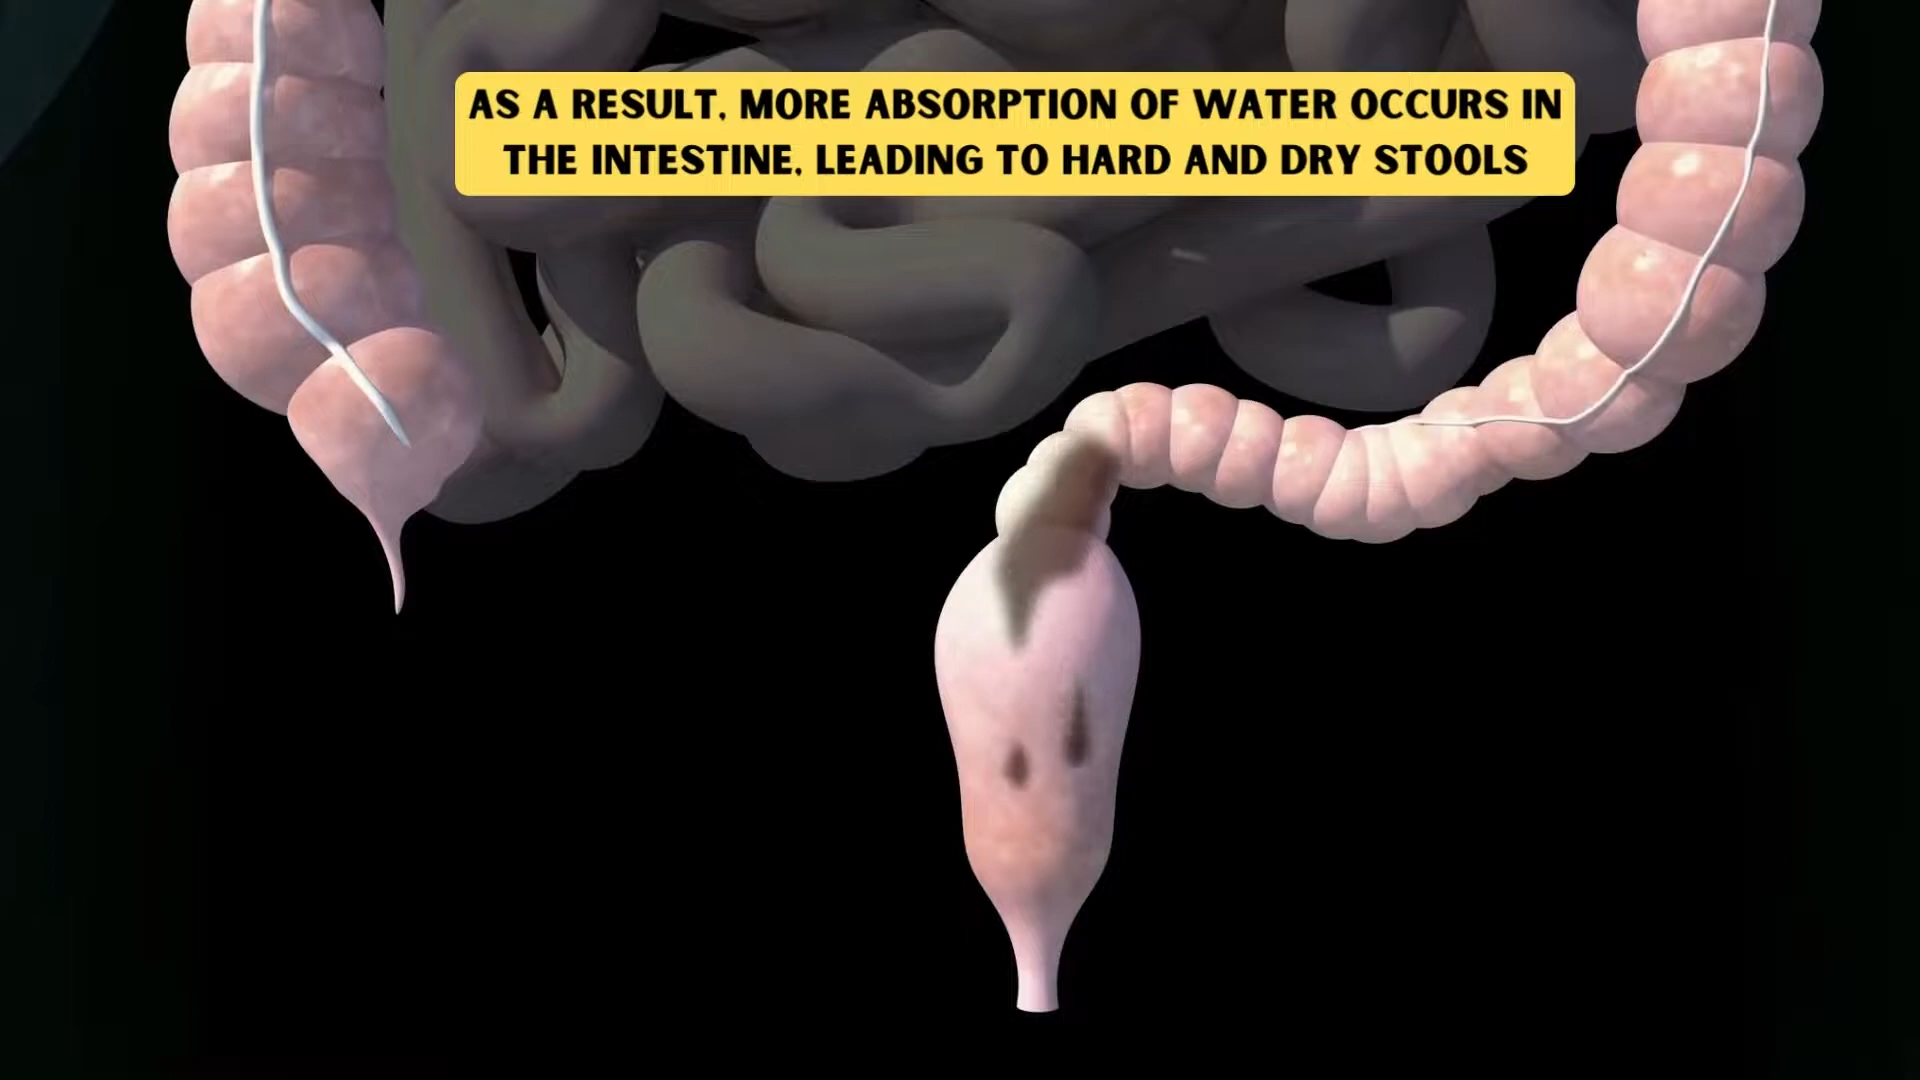 AS A RESULT, MORE ABSORPTION OF WATER OCCURS IN
THE INTESTINE, LEADING TO HARD AND DRY STOOLS